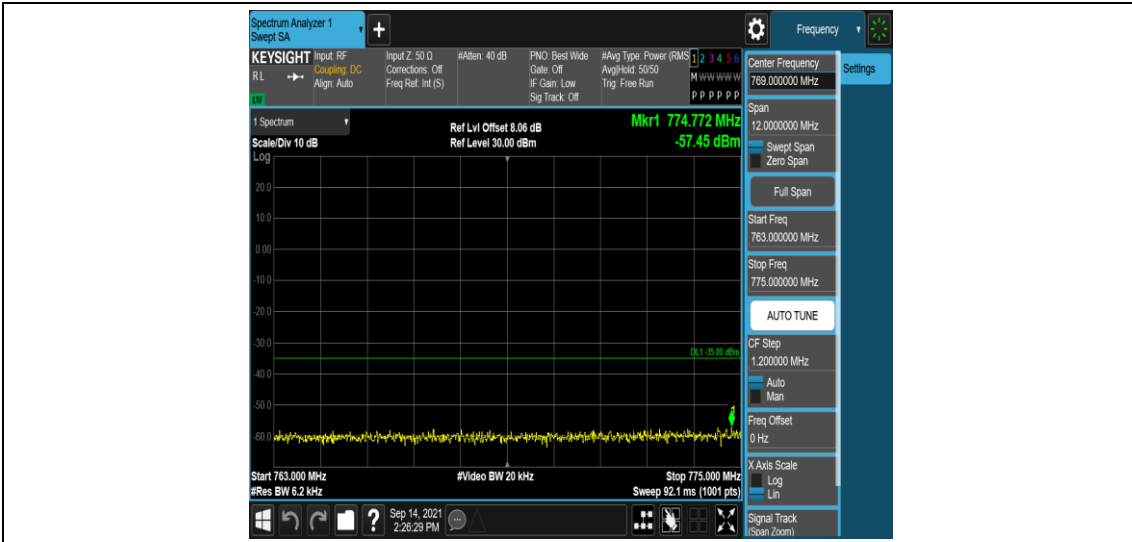 Spectrum Analyzer 1
Swept SA
+
Frequency
KEYSIGHT
RL
Input: RF
Coupling: DC
Align: Auto
Input Z: 50 Ω
Corrections: Off
Freq Ref: Int (S)
#Atten: 40 dB
PNO: Best Wide
Gate: Off
IF Gain: Low
Sig Track: Off
#Avg Type: Power (RMS
Avg|Hold: 50/50
Trig: Free Run
1 2 3 4 5 6
M W W W W W
P P P P P P
1 Spectrum
Scale/Div 10 dB
Ref Lvl Offset 8.06 dB
Ref Level 30.00 dBm
Mkr1 774.772 MHz
-57.45 dBm
Log
20.0
10.0
0.00
-10.0
-20.0
-30.0
DL1 -35.00 dBm
-40.0
-50.0
1
-60.0
Start 763.000 MHz
#Video BW 20 kHz
Stop 775.000 MHz
#Res BW 6.2 kHz
Sweep 92.1 ms (1001 pts)
Sep 14, 2021
2:26:29 PM
Center Frequency
769.000000 MHz
Settings
Span
12.0000000 MHz
Swept Span
Zero Span
Full Span
Start Freq
763.000000 MHz
Stop Freq
775.000000 MHz
AUTO TUNE
CF Step
1.200000 MHz
Auto
Man
Freq Offset
0 Hz
X Axis Scale
Log
Lin
Signal Track
(Span Zoom)